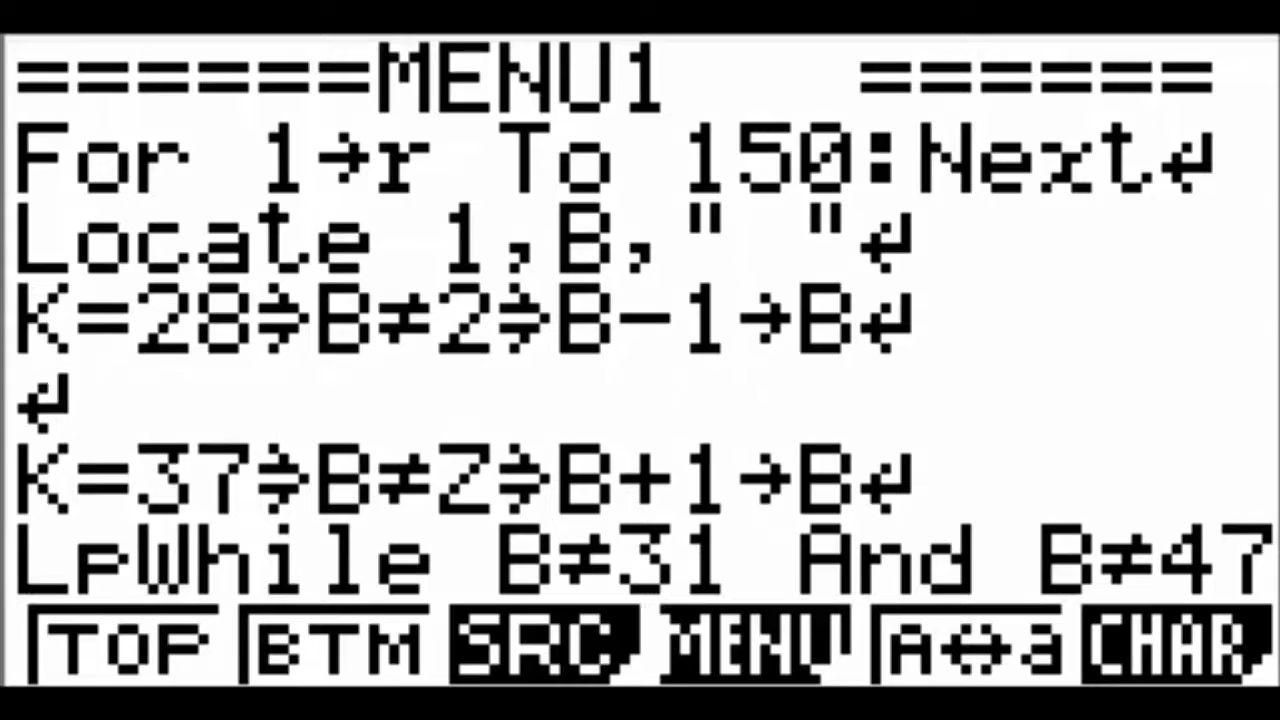 ======MENU1   ======
For 1→r To 150:Next↵
Locate 1,B," "↵
K=28⇒B≠2⇒B-1→B↵
↵
K=37⇒B≠Z⇒B+1→B↵
LpWhile B≠31 And B≠47
TOP BTM SRC MENU A↔a CHAR